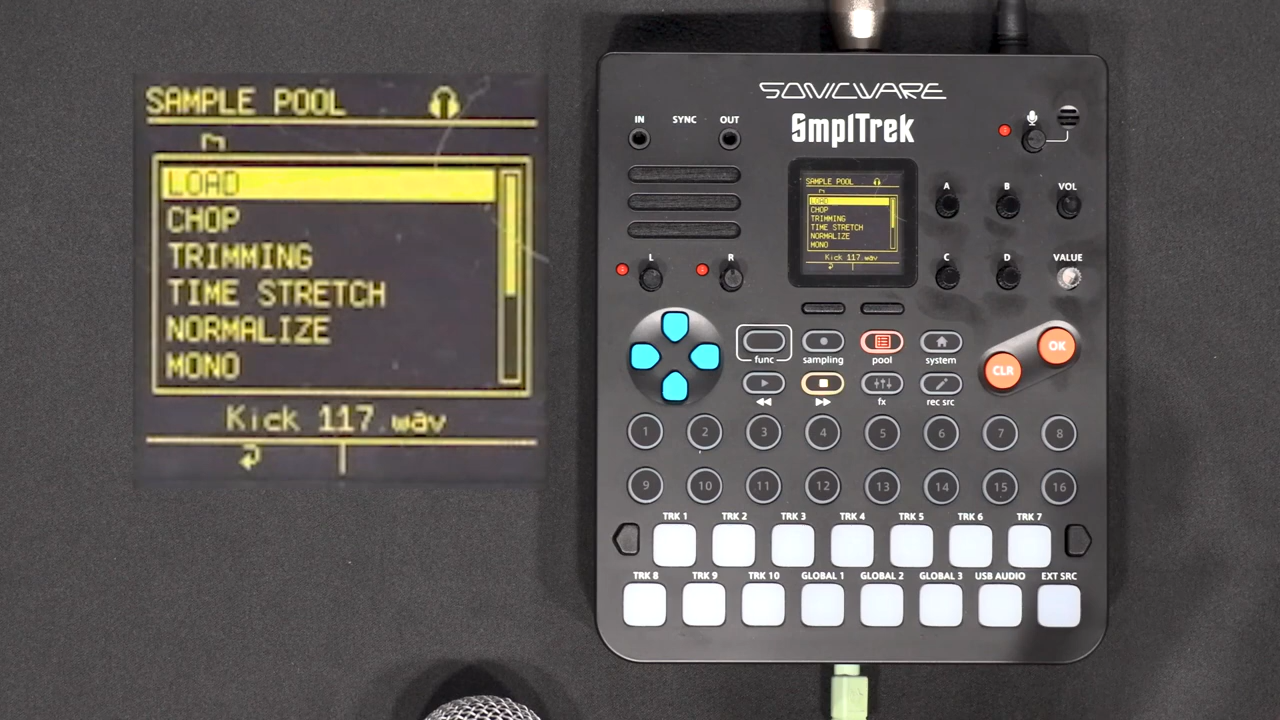 SAMPLE POOL
LOAD
CHOP
TRIMMING
TIME STRETCH
NORMALIZE
MONO
Kick 117.wav
SONICWARE
SmplTrek
IN SYNC OUT
A B VOL
L R C D VALUE
SAMPLE POOL
LOAD
CHOP
TRIMMING
TIME STRETCH
NORMALIZE
MONO
Kick 117.wav
func sampling pool system
OK
CLR
fx rec src
1 2 3 4 5 6 7 8
9 10 11 12 13 14 15 16
TRK 1 TRK 2 TRK 3 TRK 4 TRK 5 TRK 6 TRK 7
TRK 8 TRK 9 TRK 10 GLOBAL 1 GLOBAL 2 GLOBAL 3 USB AUDIO EXT SRC